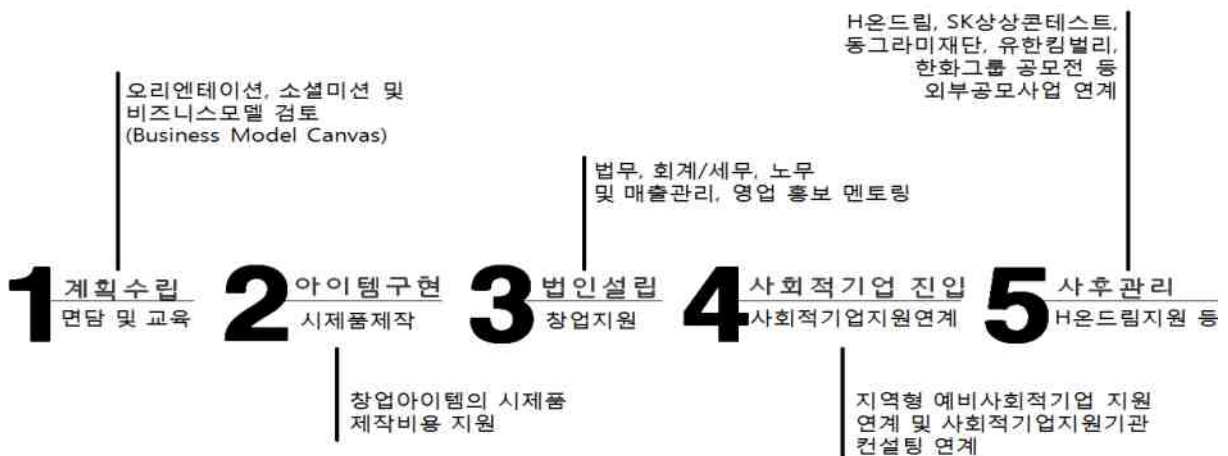 H온드림, SK상상콘테스트,
동그라미재단, 유한킴벌리,
한화그룹 공모전 등
외부공모사업 연계
오리엔테이션, 소셜미션 및
비즈니스모델 검토
(Business Model Canvas)
법무, 회계/세무, 노무
및 매출관리, 영업 홍보 멘토링
1 계획수립
면담 및 교육
2 아이템구현
시제품제작
3 법인설립
창업지원
4 사회적기업 진입
사회적기업지원연계
5 사후관리
H온드림지원 등
창업아이템의 시제품
제작비용 지원
지역형 예비사회적기업 지원
연계 및 사회적기업지원기관
컨설팅 연계